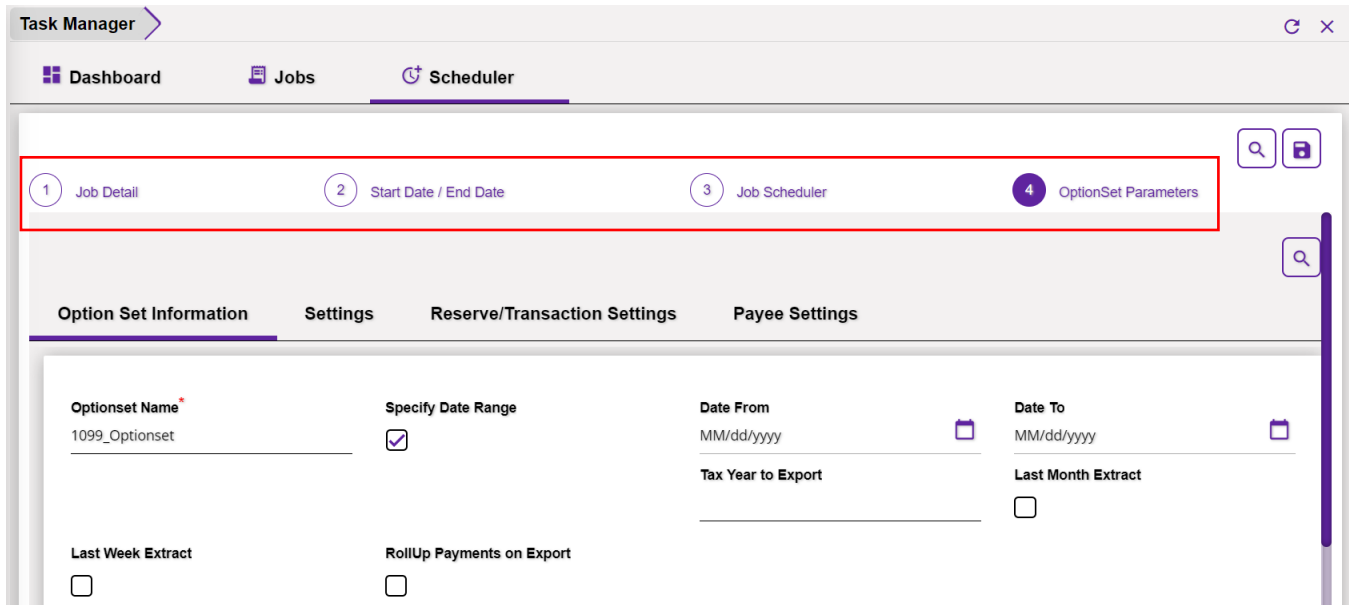 Task Manager
Dashboard Jobs Scheduler
1 Job Detail 2 Start Date / End Date 3 Job Scheduler 4 OptionSet Parameters
Option Set Information Settings Reserve/Transaction Settings Payee Settings
Optionset Name* Specify Date Range Date From Date To
1099_Optionset MM/dd/yyyy MM/dd/yyyy
Tax Year to Export Last Month Extract
Last Week Extract RollUp Payments on Export